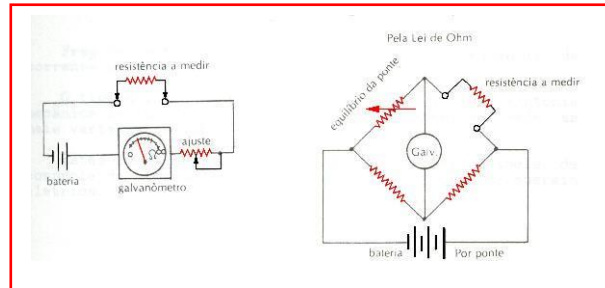 Pela Lei de Ohm
resistência a medir
bateria
galvanômetro
Ω
ajuste
equilíbrio da ponte
resistência a medir
Galv.
bateria
Por ponte